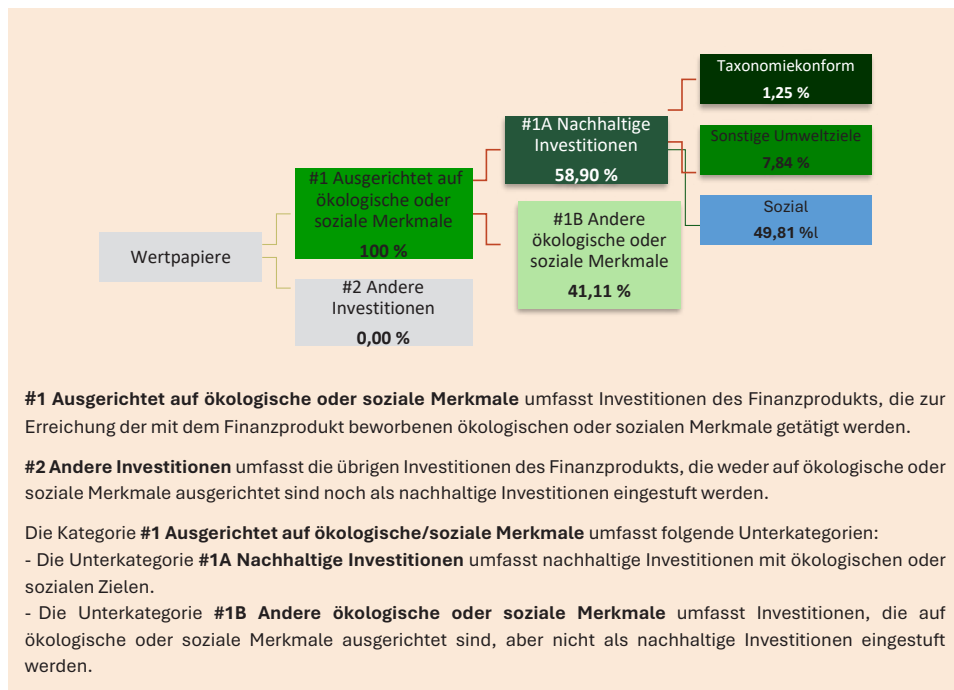 Taxonomiekonform
1,25 %
#1A Nachhaltige
Investitionen
58,90 %
Sonstige Umweltziele
7,84 %
#1 Ausgerichtet auf
ökologische oder
soziale Merkmale
100 %
Sozial
49,81 %l
#1B Andere
ökologische oder
soziale Merkmale
41,11 %
Wertpapiere
#2 Andere
Investitionen
0,00 %
#1 Ausgerichtet auf ökologische oder soziale Merkmale umfasst Investitionen des Finanzprodukts, die zur
Erreichung der mit dem Finanzprodukt beworbenen ökologischen oder sozialen Merkmale getätigt werden.
#2 Andere Investitionen umfasst die übrigen Investitionen des Finanzprodukts, die weder auf ökologische oder
soziale Merkmale ausgerichtet sind noch als nachhaltige Investitionen eingestuft werden.
Die Kategorie #1 Ausgerichtet auf ökologische/soziale Merkmale umfasst folgende Unterkategorien:
- Die Unterkategorie #1A Nachhaltige Investitionen umfasst nachhaltige Investitionen mit ökologischen oder
sozialen Zielen.
- Die Unterkategorie #1B Andere ökologische oder soziale Merkmale umfasst Investitionen, die auf
ökologische oder soziale Merkmale ausgerichtet sind, aber nicht als nachhaltige Investitionen eingestuft
werden.